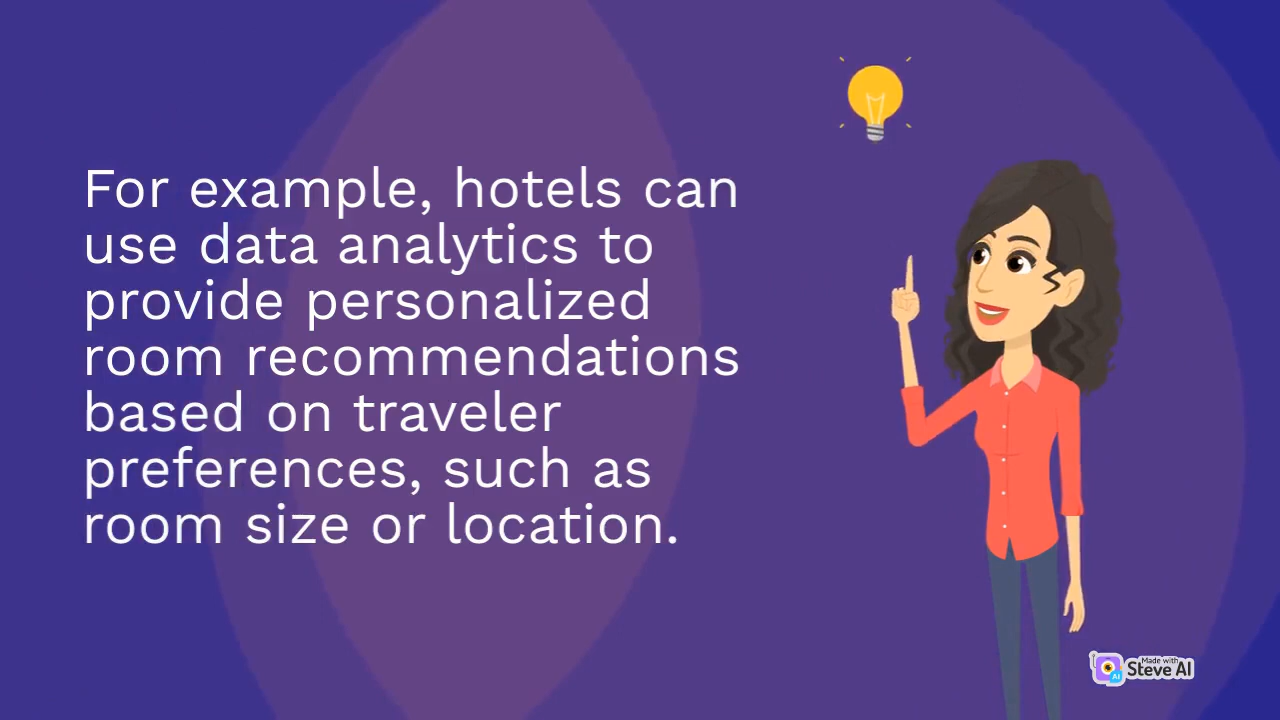 For example, hotels can
use data analytics to
provide personalized
room recommendations
based on traveler
preferences, such as
room size or location.
Made with
Steve AI
AI